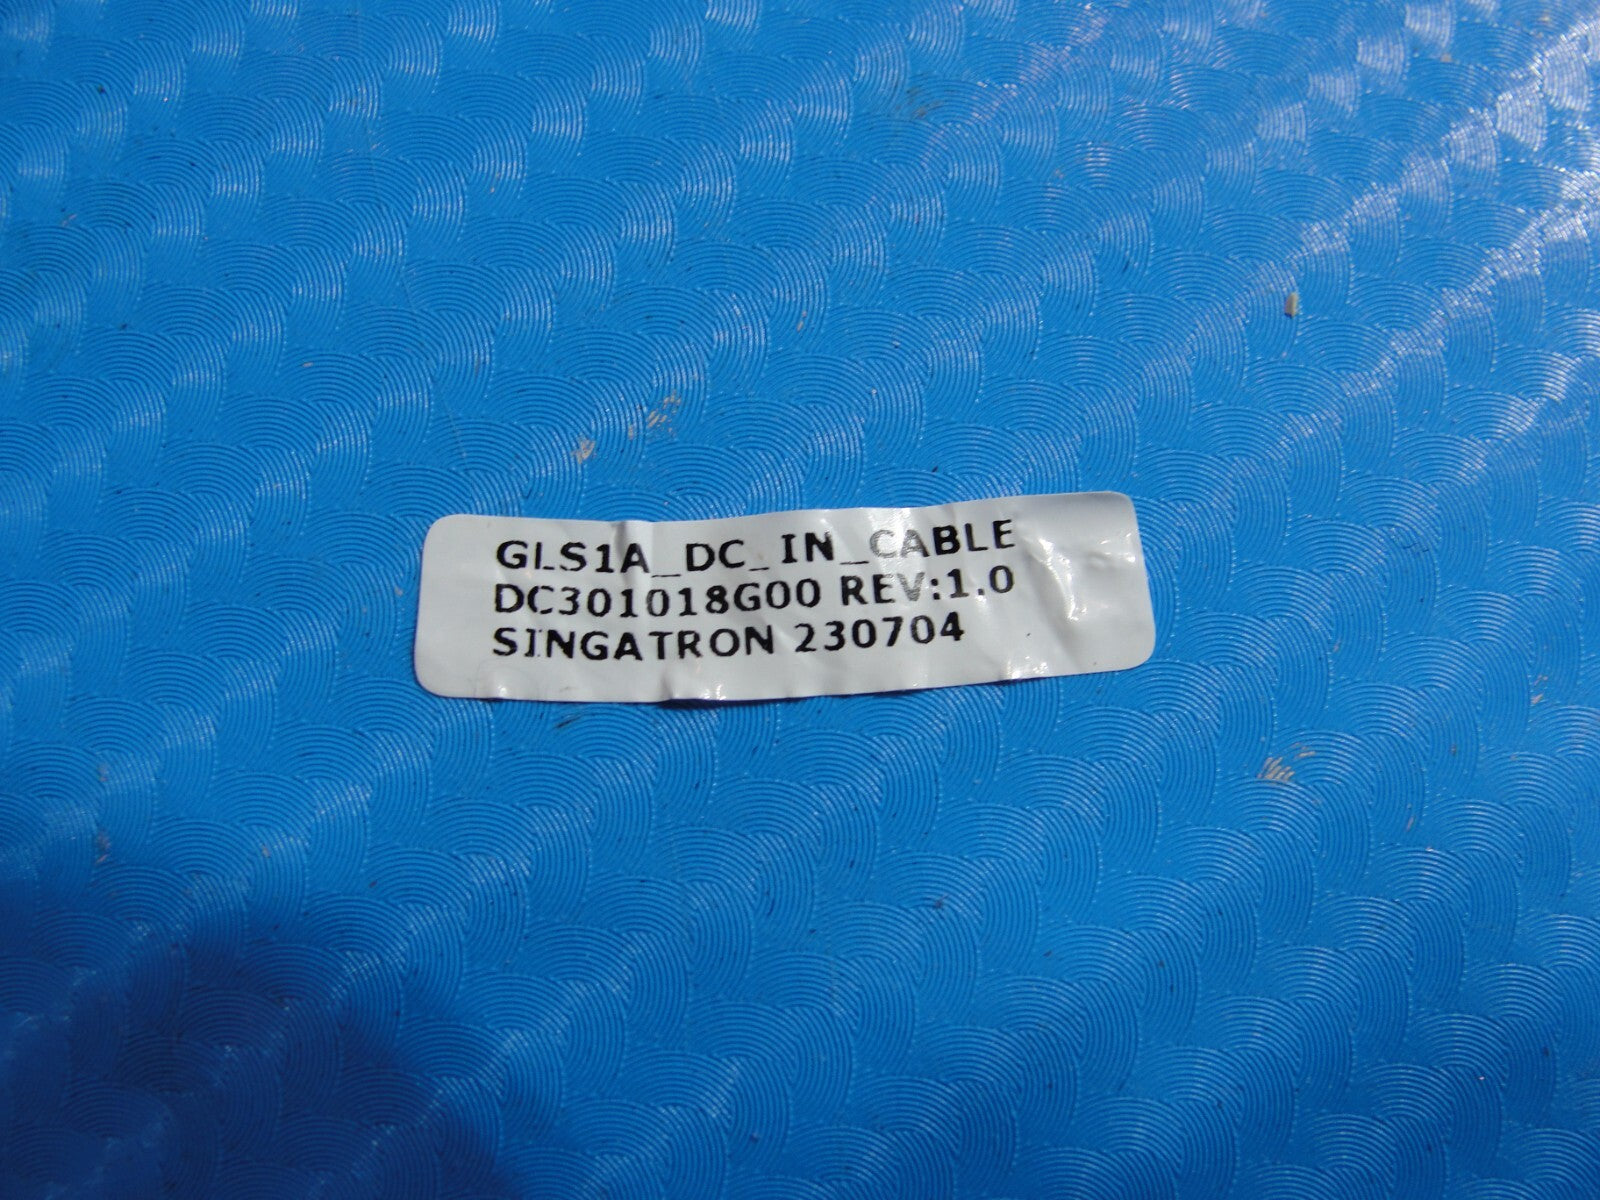 GLS1A_DC_IN_CABLE
DC301018G00 REV:1.0
SINGATRON 230704